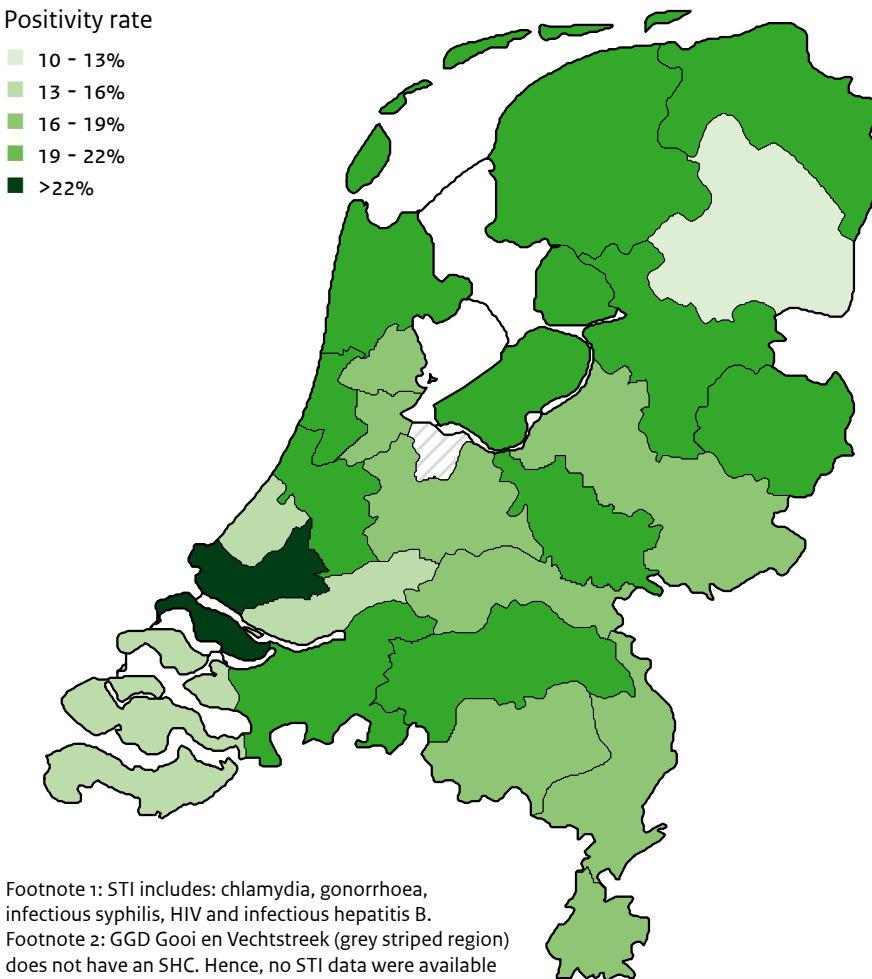 Positivity rate
10 - 13%
13 - 16%
16 - 19%
19 - 22%
>22%
Footnote 1: STI includes: chlamydia, gonorrhoea,
infectious syphilis, HIV and infectious hepatitis B.
Footnote 2: GGD Gooi en Vechtstreek (grey striped region)
does not have an SHC. Hence, no STI data were available